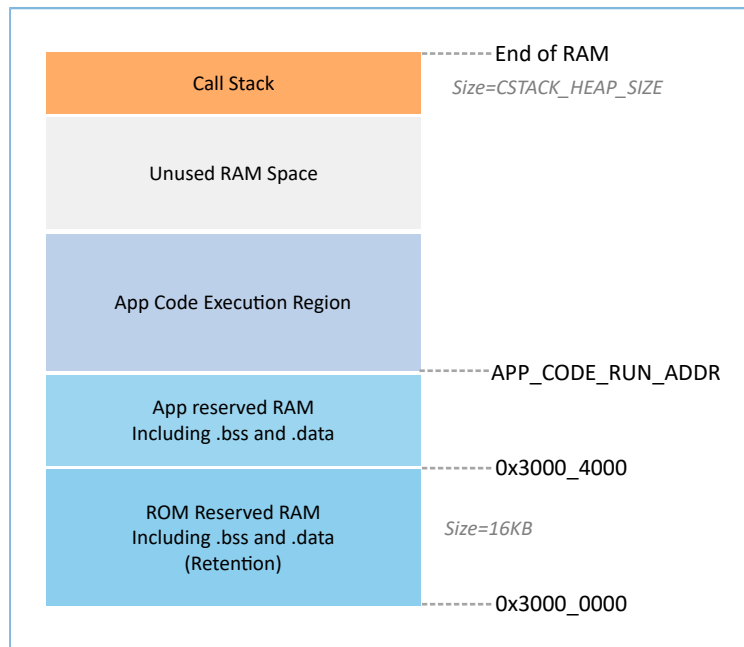 End of RAM
Call Stack
Size=CSTACK_HEAP_SIZE
Unused RAM Space
App Code Execution Region
APP_CODE_RUN_ADDR
App reserved RAM
Including .bss and .data
0x3000_4000
ROM Reserved RAM
Including .bss and .data
(Retention)
Size=16KB
0x3000_0000